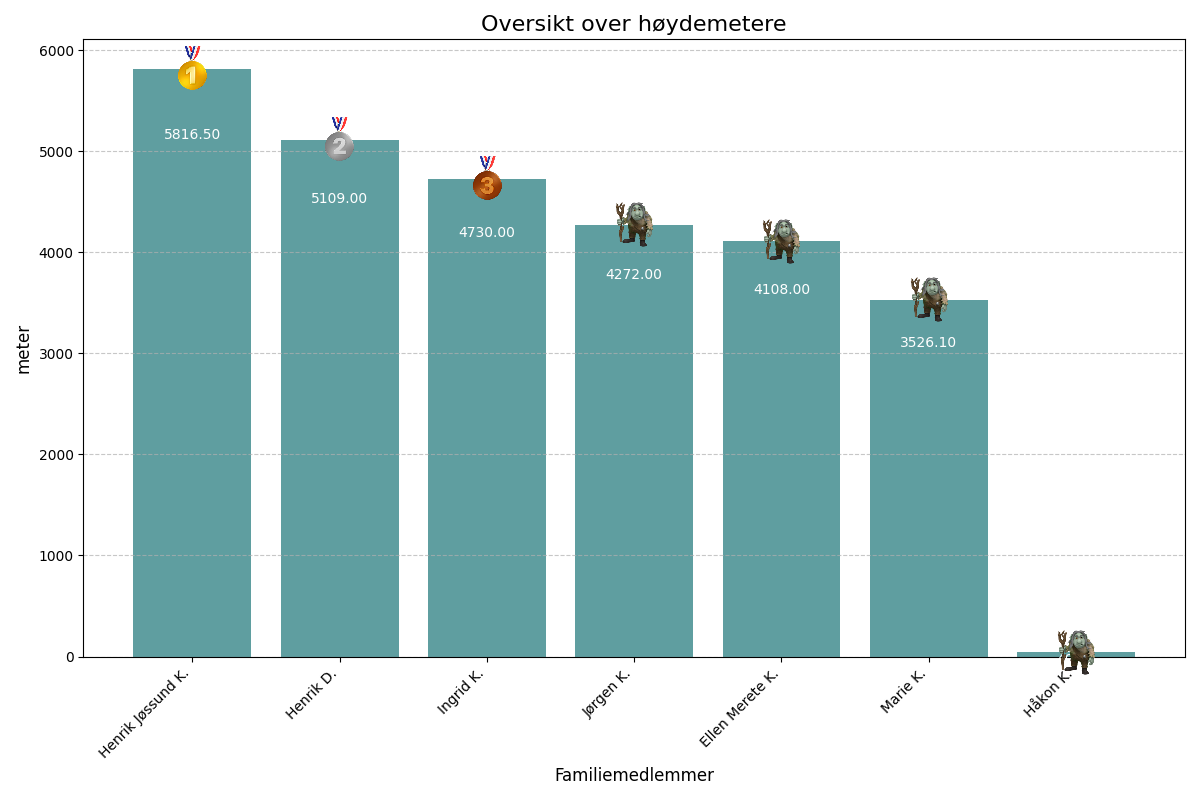 Oversikt over høydemetere
6000
5000
4000
3000
2000
1000
0
meter
1
2
3
5816.50
5109.00
4730.00
4272.00
4108.00
3526.10
Henrik Jøssund K.
Henrik D.
Ingrid K.
Jørgen K.
Ellen Merete K.
Marie K.
Håkon K.
Familiemedlemmer